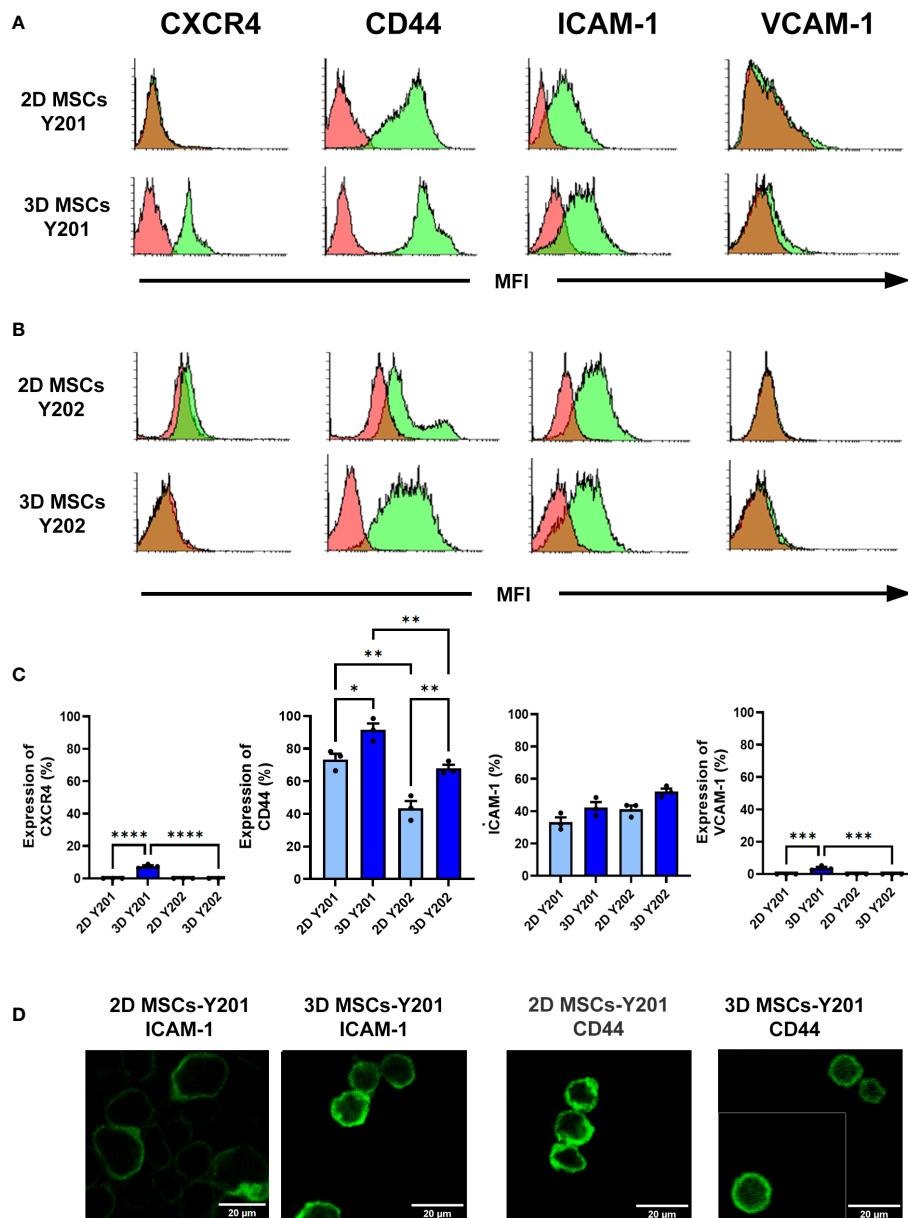 A
CXCR4 CD44 ICAM-1 VCAM-1
2D MSCs
Y201
3D MSCs
Y201
MFI
B
2D MSCs
Y202
3D MSCs
Y202
MFI
C
** 
** **
* **
Expression of
CXCR4 (%)
100
80
60
40
20
0
**** ****
2D Y201 3D Y201 2D Y202 3D Y202
Expression of
CD44 (%)
100
80
60
40
20
0
2D Y201 3D Y201 2D Y202 3D Y202
ICAM-1 (%)
100
80
60
40
20
0
2D Y201 3D Y201 2D Y202 3D Y202
Expression of
VCAM-1 (%)
100
80
60
40
20
0
*** ***
2D Y201 3D Y201 2D Y202 3D Y202
D
2D MSCs-Y201
ICAM-1
3D MSCs-Y201
ICAM-1
2D MSCs-Y201
CD44
3D MSCs-Y201
CD44
20 µm
20 µm
20 µm
20 µm